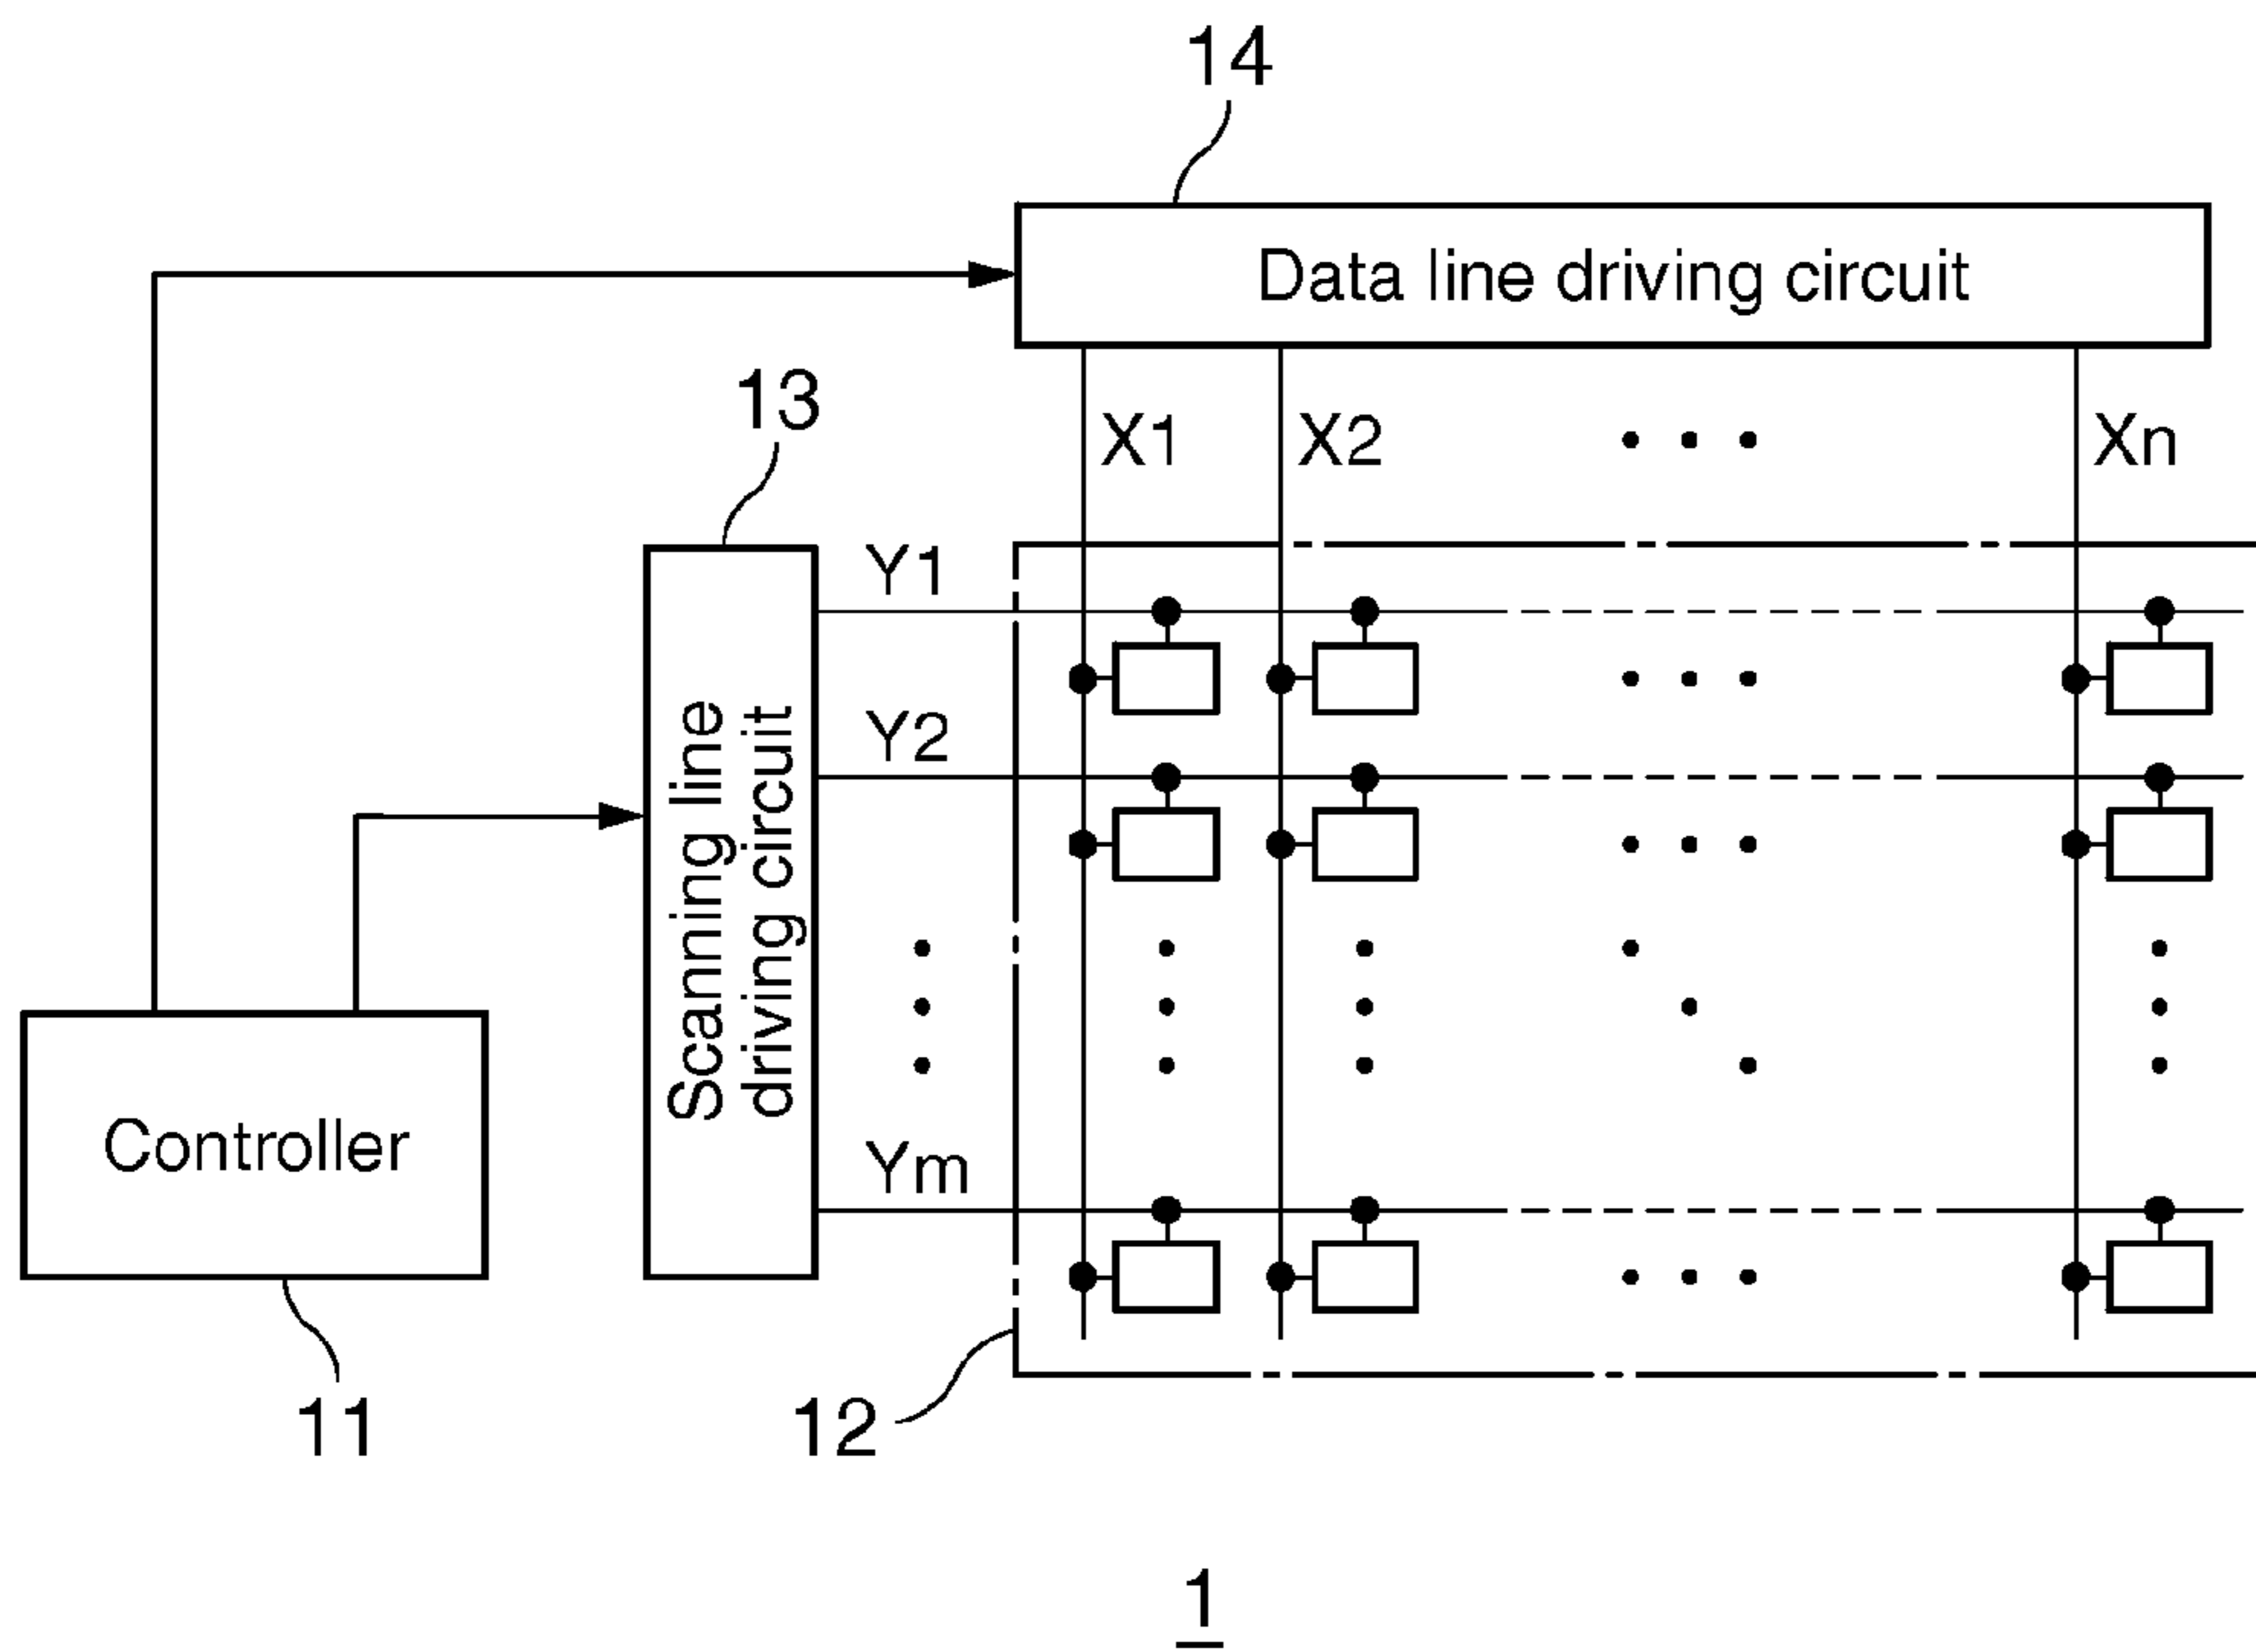 14
Data line driving circuit
13
X1
X2
Xn
Y1
Y2
Scanning line
driving circuit
Ym
Controller
11
12
1